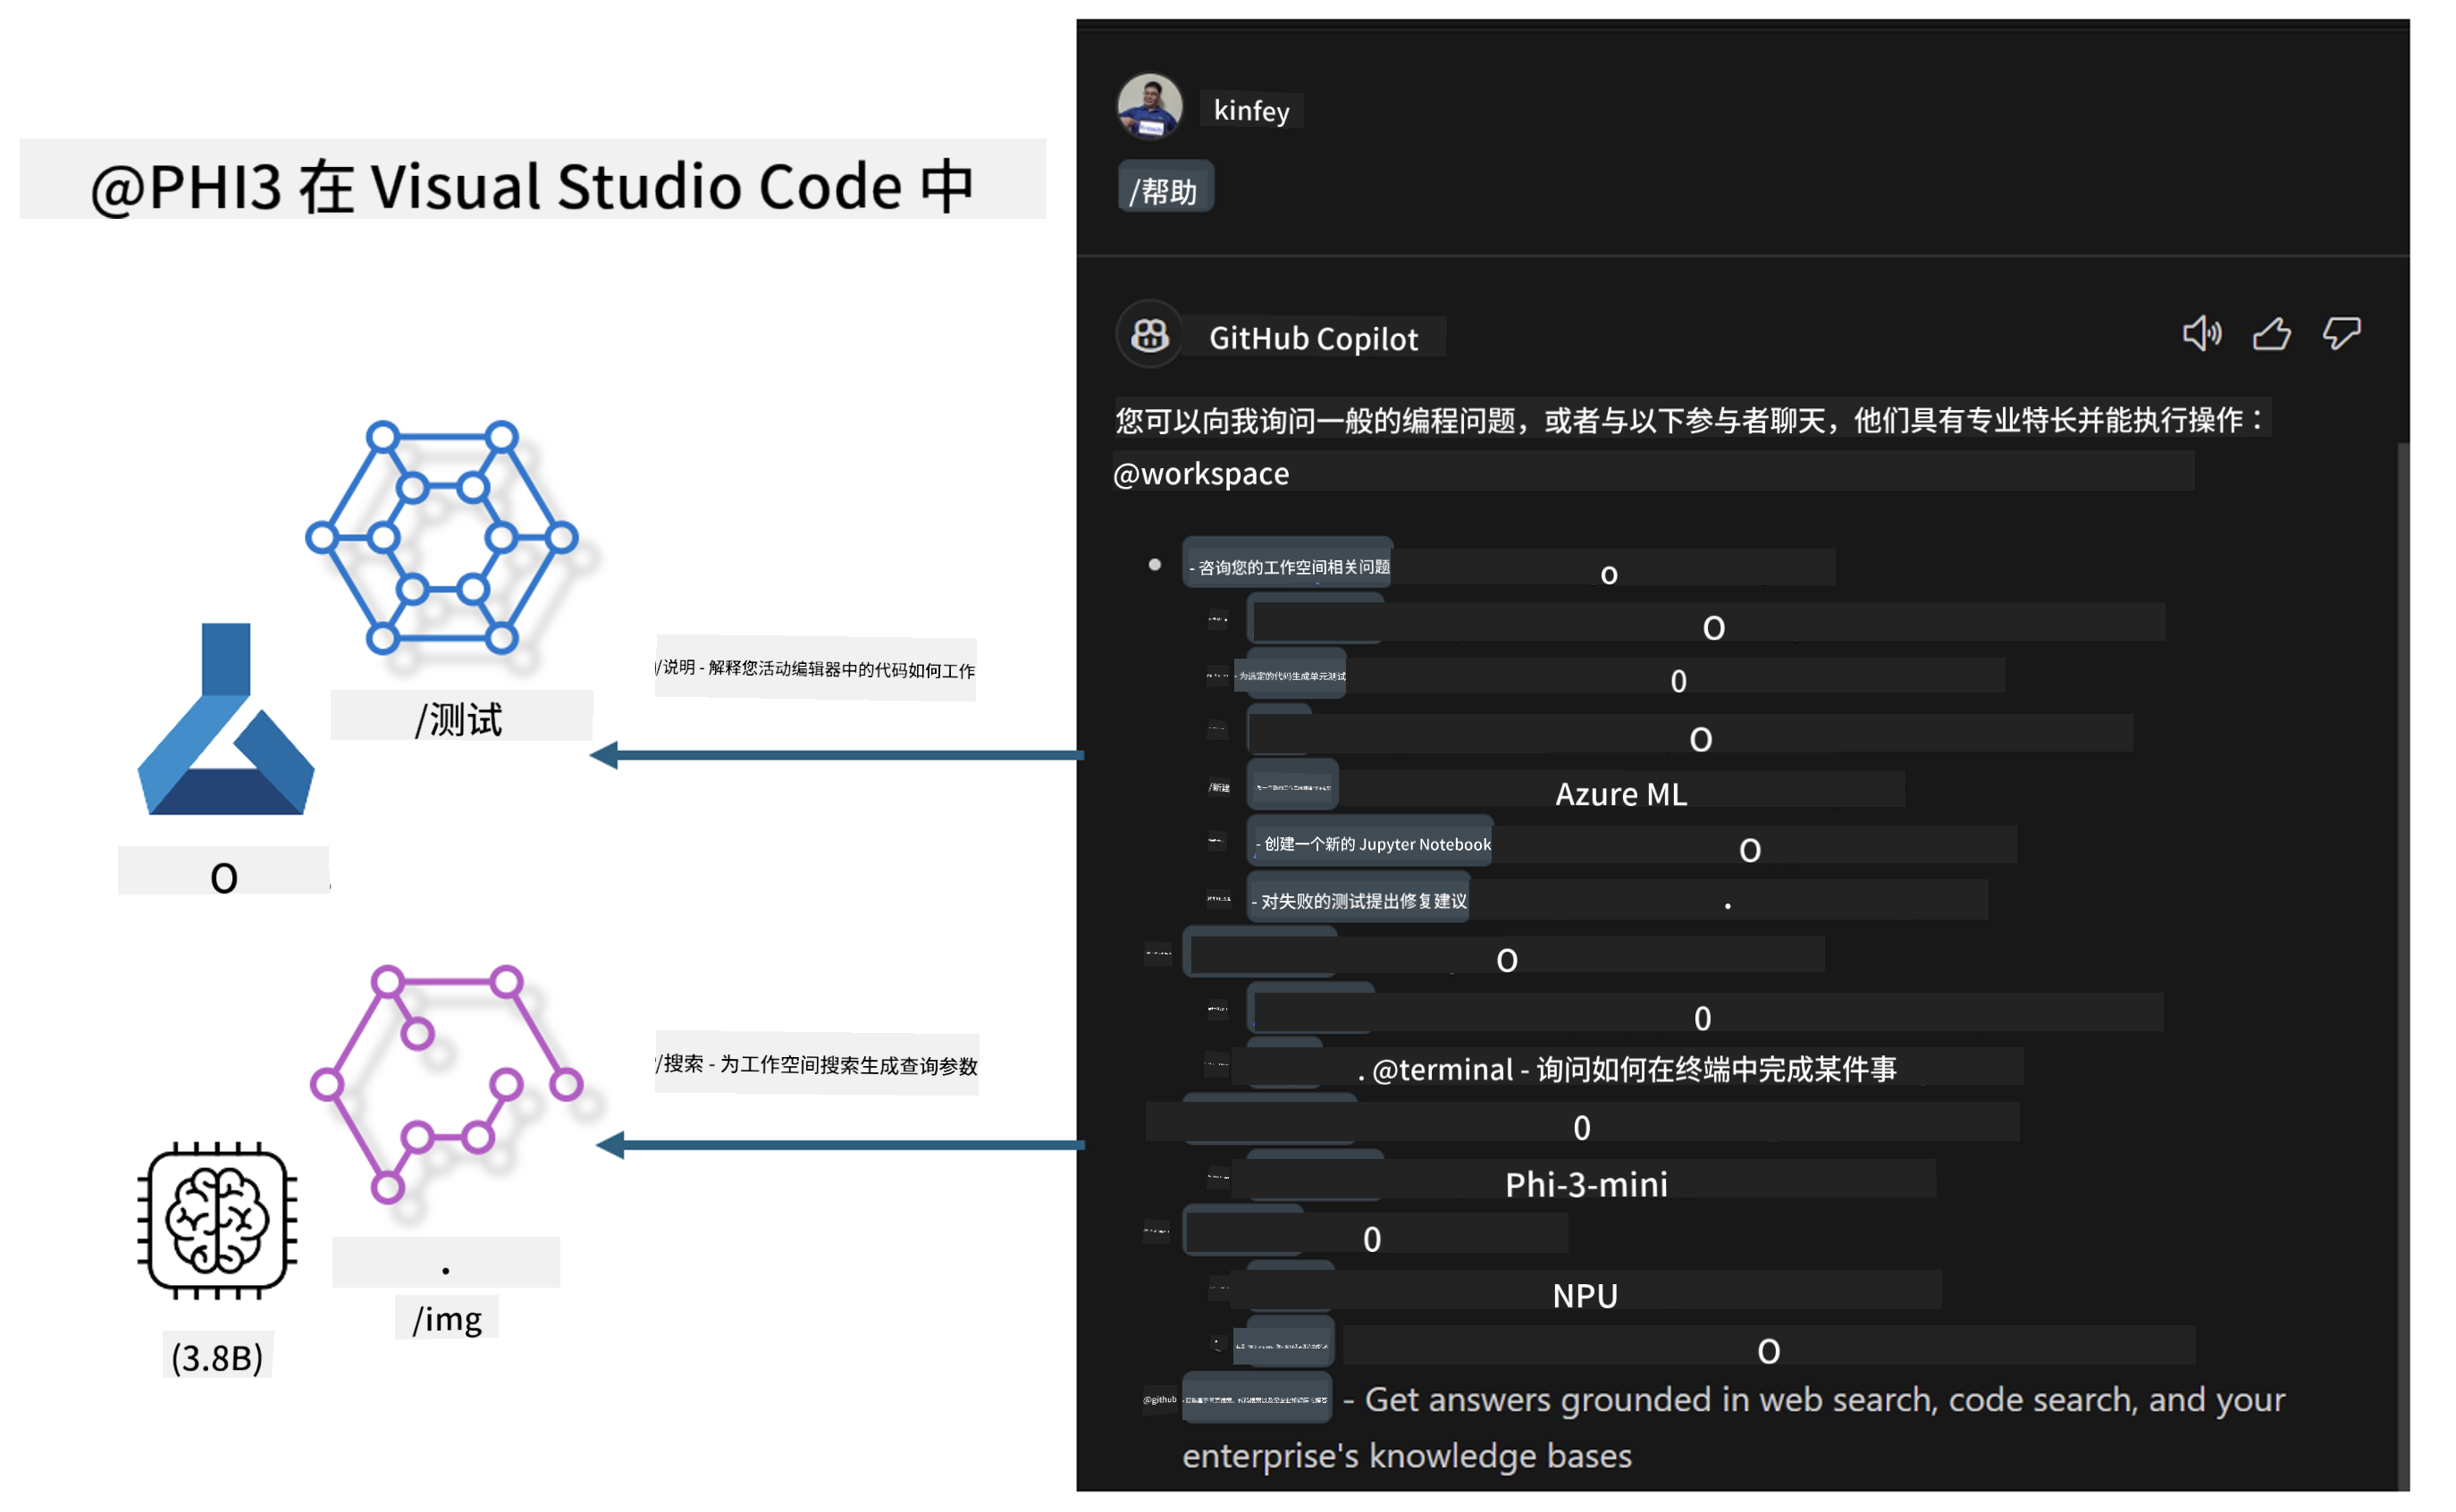 @PHI3 在 Visual Studio Code 中
/说明 - 解释您活动编辑器中的代码如何工作
/测试
O
/搜索 - 为工作空间搜索生成查询参数
.
/img
(3.8B)
kinfey
/帮助
GitHub Copilot
您可以向我询问一般的编程问题，或者与以下参与者聊天，他们具有专业特长并能执行操作：
@workspace
- 咨询您的工作空间相关问题 o
O
- 为选定的代码生成单元测试 0
O
/新建 Azure ML
- 创建一个新的 Jupyter Notebook O
- 对失败的测试提出修复建议 .
O
0
. @terminal - 询问如何在终端中完成某件事
0
Phi-3-mini
0
NPU
O
@github - Get answers grounded in web search, code search, and your
enterprise's knowledge bases